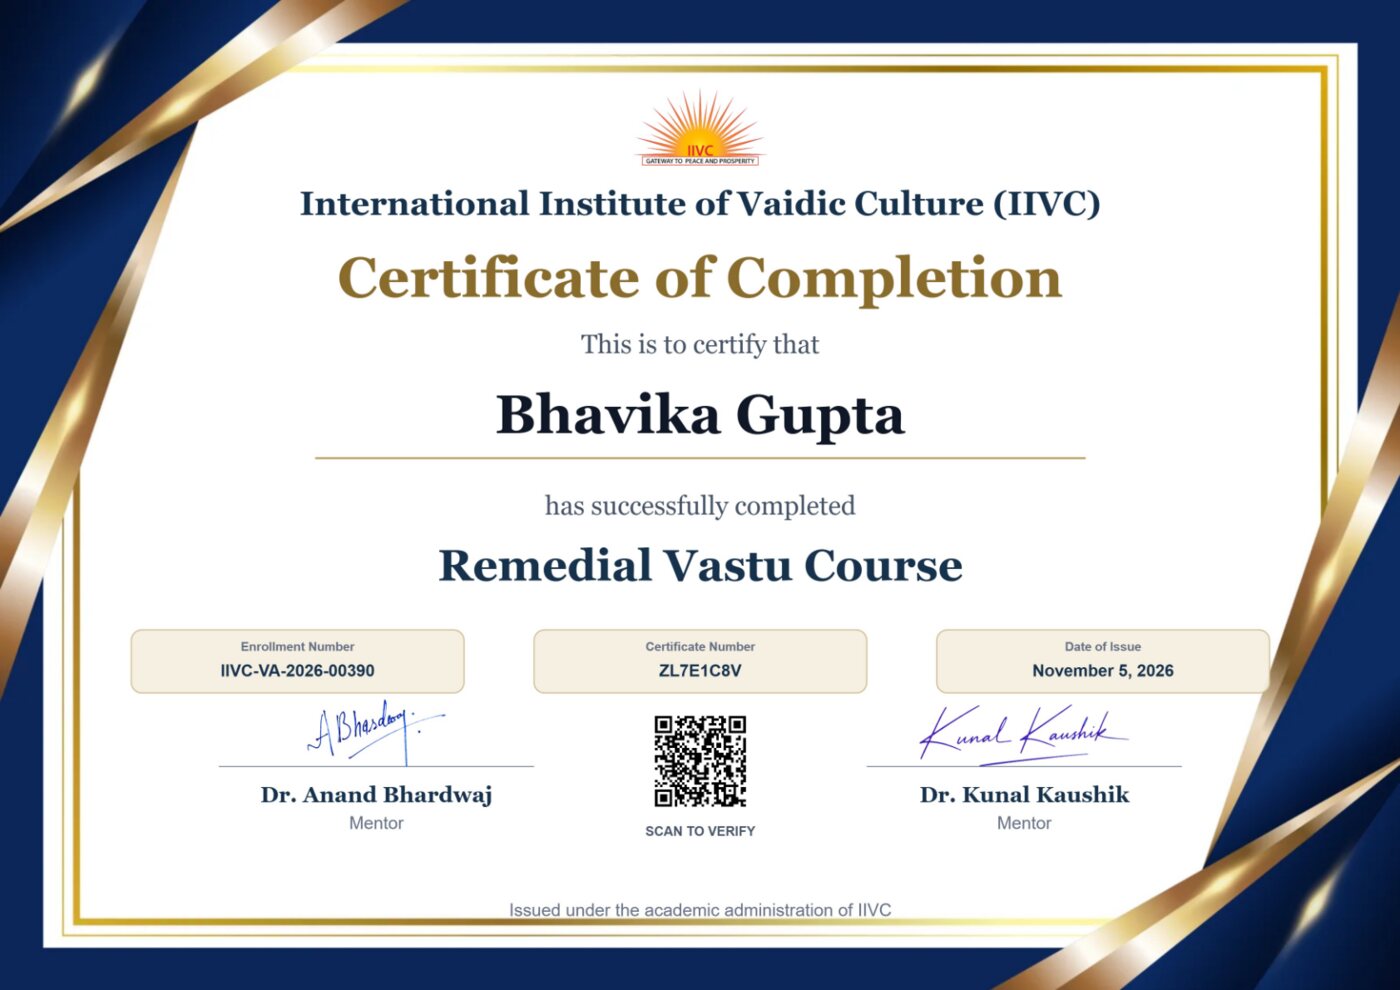 IIVC
GATEWAY TO PEACE AND PROSPERITY
International Institute of Vaidic Culture (IIVC)
Certificate of Completion
This is to certify that
Bhavika Gupta
has successfully completed
Remedial Vastu Course
Enrollment Number
IIVC-VA-2026-00390
Certificate Number
ZL7E1C8V
Date of Issue
November 5, 2026
A Bhardwaj
Kunal Kaushik
Dr. Anand Bhardwaj
Mentor
SCAN TO VERIFY
Dr. Kunal Kaushik
Mentor
Issued under the academic administration of IIVC